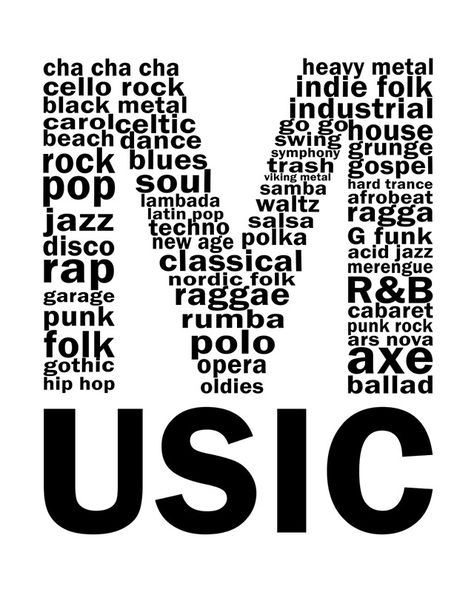 cha cha cha
cello rock
black metal
carol
celtic
beach
dance
rock
blues
pop
soul
lambada
latin pop
jazz
techno
disco
new age
rap
classical
nordic folk
garage
raggae
punk
rumba
folk
polo
gothic
opera
hip hop
oldies
heavy metal
indie folk
industrial
go go
house
swing
grunge
symphony
trash
gospel
viking metal
samba
hard trance
waltz
afrobeat
salsa
ragga
polka
G funk
acid jazz
merengue
R&B
cabaret
punk rock
ars nova
axe
ballad
M
USIC